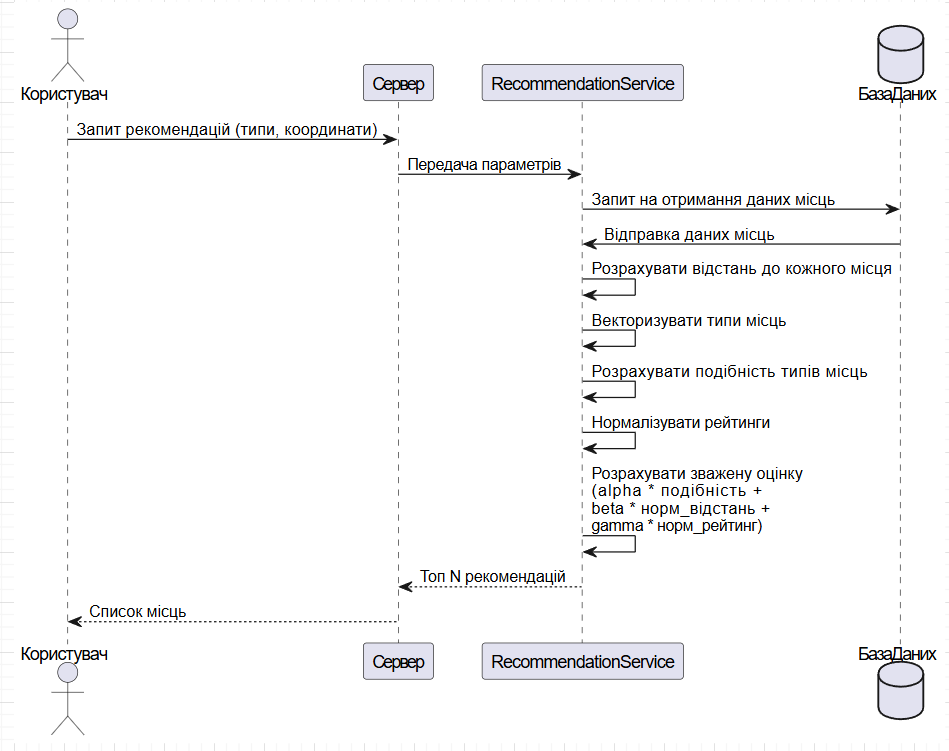 Користувач
Сервер
RecommendationService
БазаДаних
Запит рекомендацій (типи, координати)
Передача параметрів
Запит на отримання даних місць
Відправка даних місць
Розрахувати відстань до кожного місця
Векторизувати типи місць
Розрахувати подібність типів місць
Нормалізувати рейтинги
Розрахувати зважену оцінку
(alpha * подібність +
beta * норм_відстань +
gamma * норм_рейтинг)
Топ N рекомендацій
Список місць
Користувач
Сервер
RecommendationService
БазаДаних